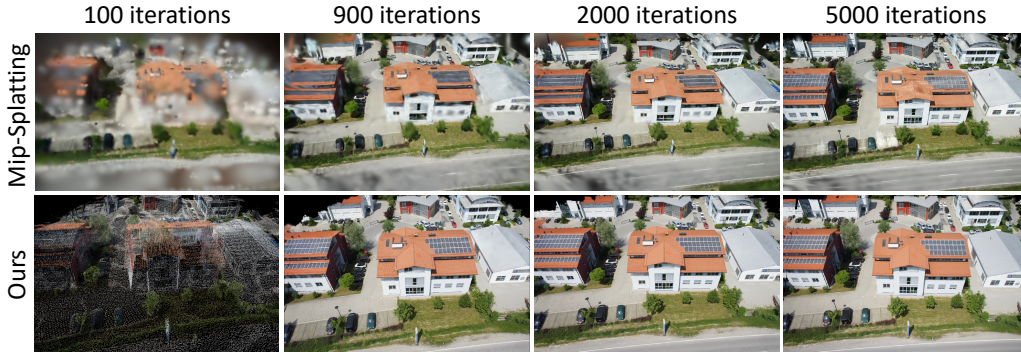 100 iterations
900 iterations
2000 iterations
5000 iterations
Mip-Splatting
Ours